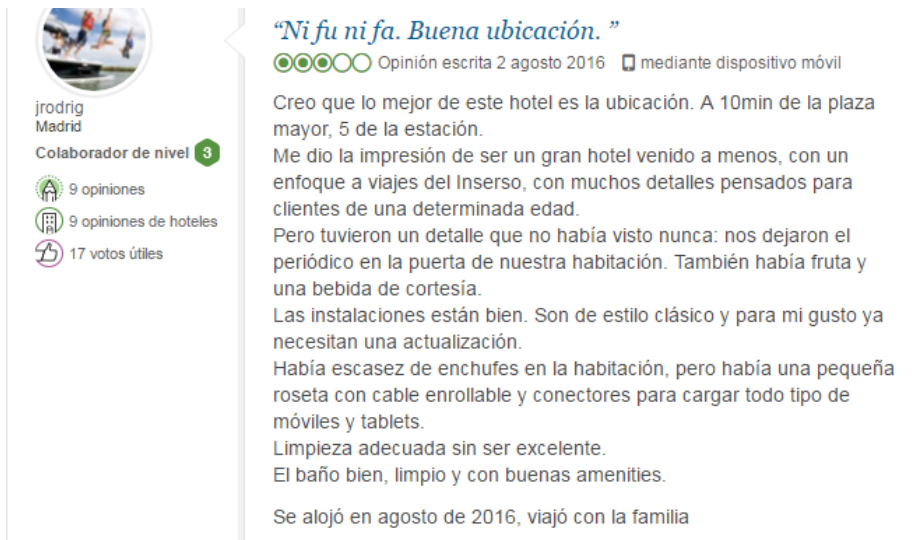 “Ni fu ni fa. Buena ubicación. ”
Opinión escrita 2 agosto 2016 mediante dispositivo móvil
jrodrig
Madrid
Colaborador de nivel 3
9 opiniones
9 opiniones de hoteles
17 votos útiles
Creo que lo mejor de este hotel es la ubicación. A 10min de la plaza
mayor, 5 de la estación.
Me dio la impresión de ser un gran hotel venido a menos, con un
enfoque a viajes del Inserso, con muchos detalles pensados para
clientes de una determinada edad.
Pero tuvieron un detalle que no había visto nunca: nos dejaron el
periódico en la puerta de nuestra habitación. También había fruta y
una bebida de cortesía.
Las instalaciones están bien. Son de estilo clásico y para mi gusto ya
necesitan una actualización.
Había escasez de enchufes en la habitación, pero había una pequeña
roseta con cable enrollable y conectores para cargar todo tipo de
móviles y tablets.
Limpieza adecuada sin ser excelente.
El baño bien, limpio y con buenas amenities.
Se alojó en agosto de 2016, viajó con la familia